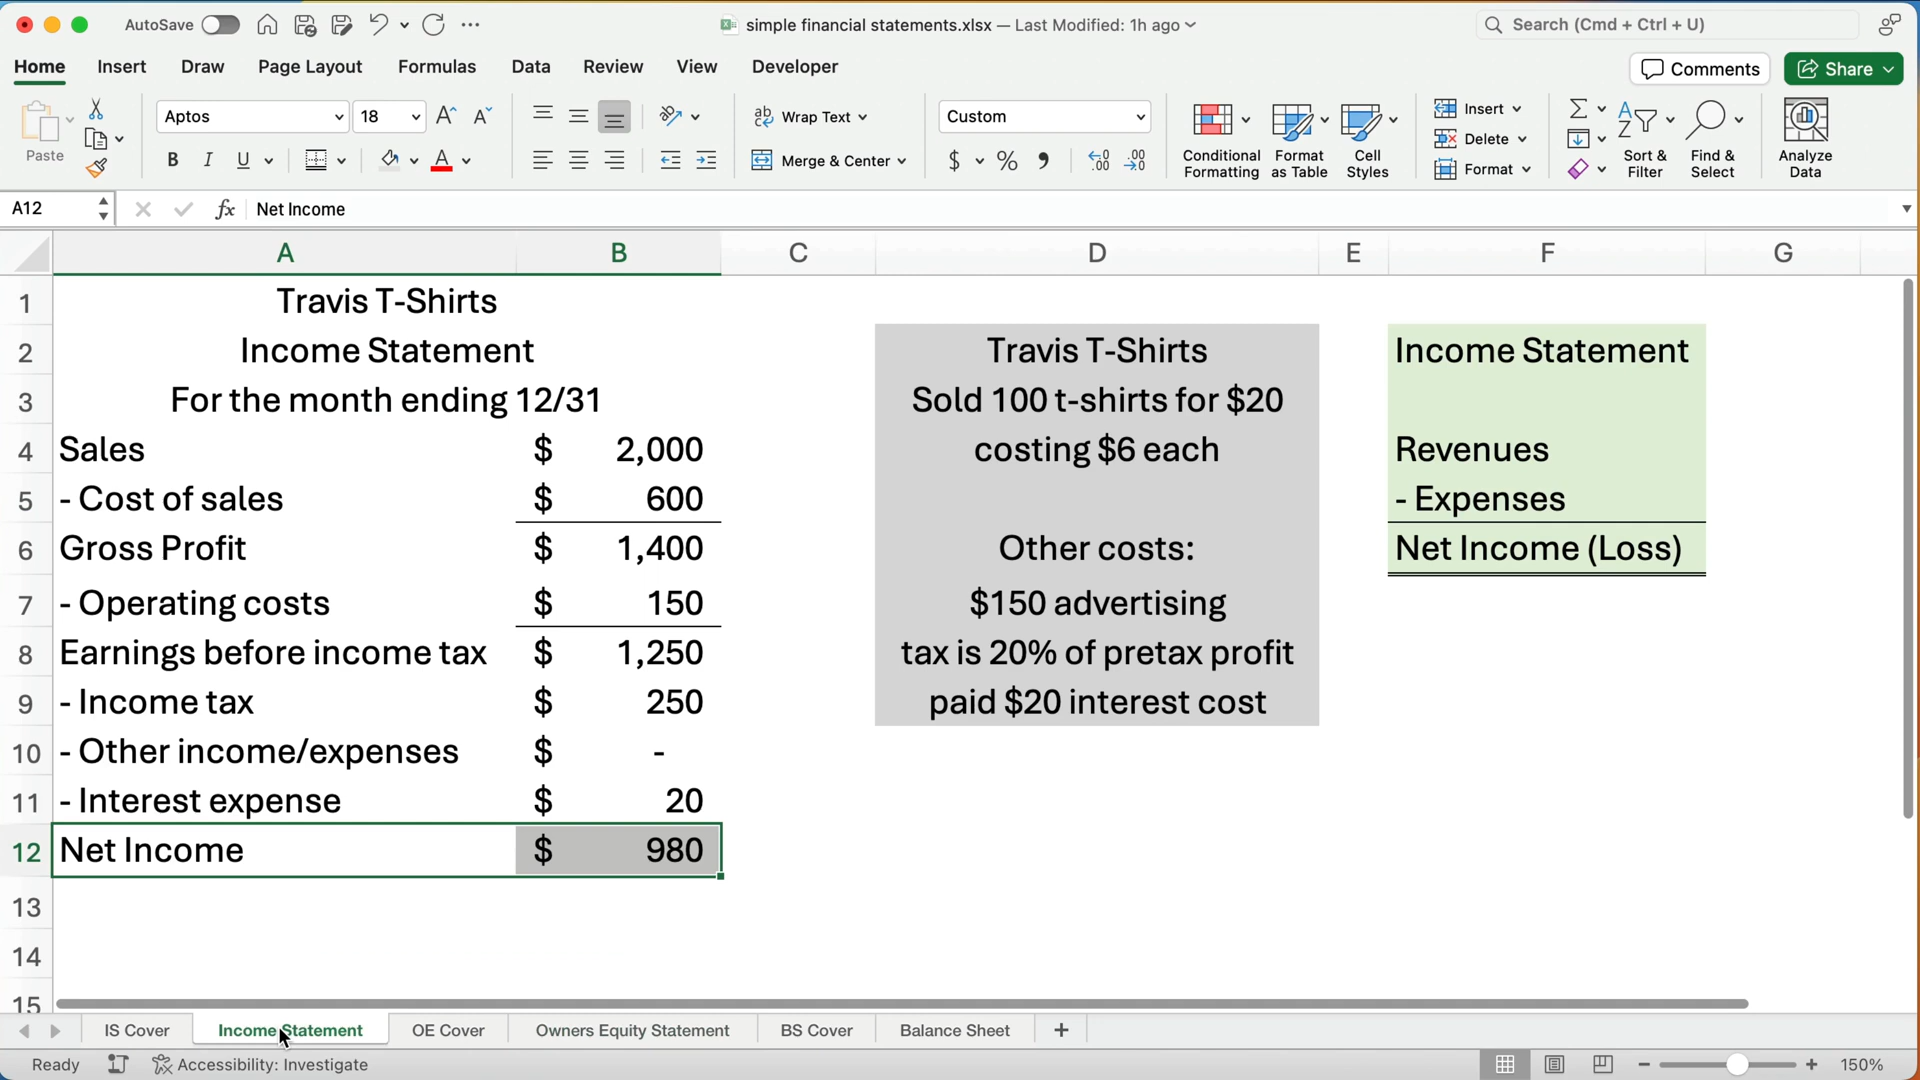 AutoSave
simple financial statements.xlsx — Last Modified: 1h ago
Search (Cmd + Ctrl + U)
Home Insert Draw Page Layout Formulas Data Review View Developer
Comments
Share
Paste
Aptos
18
B I U
A
Wrap Text
Merge & Center
Custom
$ %
Conditional Formatting
Format as Table
Cell Styles
Insert
Delete
Format
Sort & Filter
Find & Select
Analyze Data
A12
fx
Net Income
A B C D E F G
1 Travis T-Shirts
2 Income Statement Travis T-Shirts Income Statement
3 For the month ending 12/31 Sold 100 t-shirts for $20
4 Sales $ 2,000 costing $6 each Revenues
5 - Cost of sales $ 600 - Expenses
6 Gross Profit $ 1,400 Other costs: Net Income (Loss)
7 - Operating costs $ 150 $150 advertising
8 Earnings before income tax $ 1,250 tax is 20% of pretax profit
9 - Income tax $ 250 paid $20 interest cost
10 - Other income/expenses $ -
11 - Interest expense $ 20
12 Net Income $ 980
13
14
15
IS Cover Income Statement OE Cover Owners Equity Statement BS Cover Balance Sheet +
Ready Accessibility: Investigate 150%